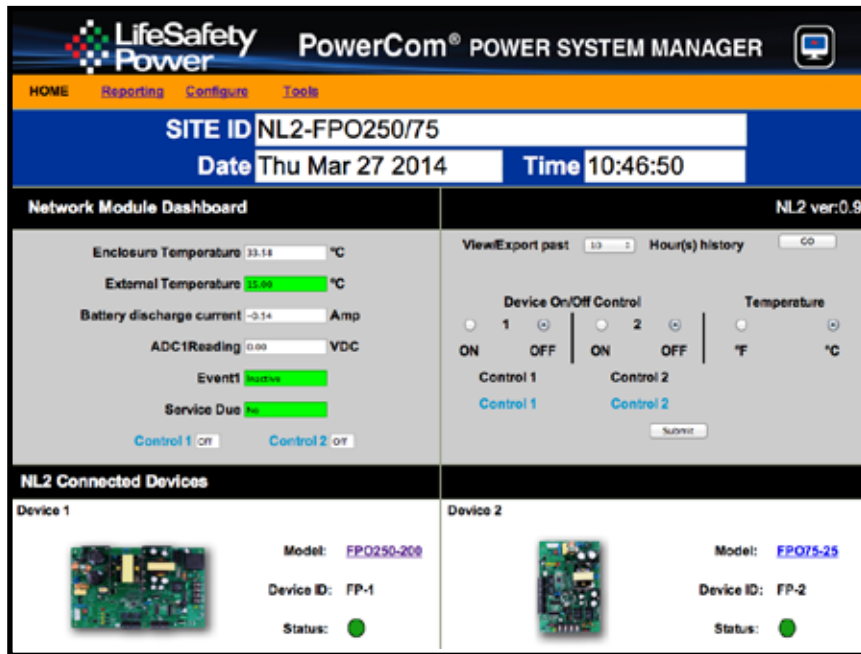 LifeSafety
Power
PowerCom® POWER SYSTEM MANAGER
HOME Reporting Configure Tools
SITE ID NL2-FPO250/75
Date Thu Mar 27 2014 Time 10:46:50
Network Module Dashboard
NL2 ver:0.9
Enclosure Temperature 33.14 °C
External Temperature 15.00 °C
Battery discharge current -0.14 Amp
ADC1Reading 0.00 VDC
Event1 Inactive
Service Due No
Control 1 Off Control 2 Off
View/Export past 10 Hour(s) history GO
Device On/Off Control Temperature
1 2
ON OFF ON OFF °F °C
Control 1 Control 2
Control 1 Control 2
Submit
NL2 Connected Devices
Device 1
Model: FPO250-200
Device ID: FP-1
Status:
Device 2
Model: FPO75-25
Device ID: FP-2
Status: